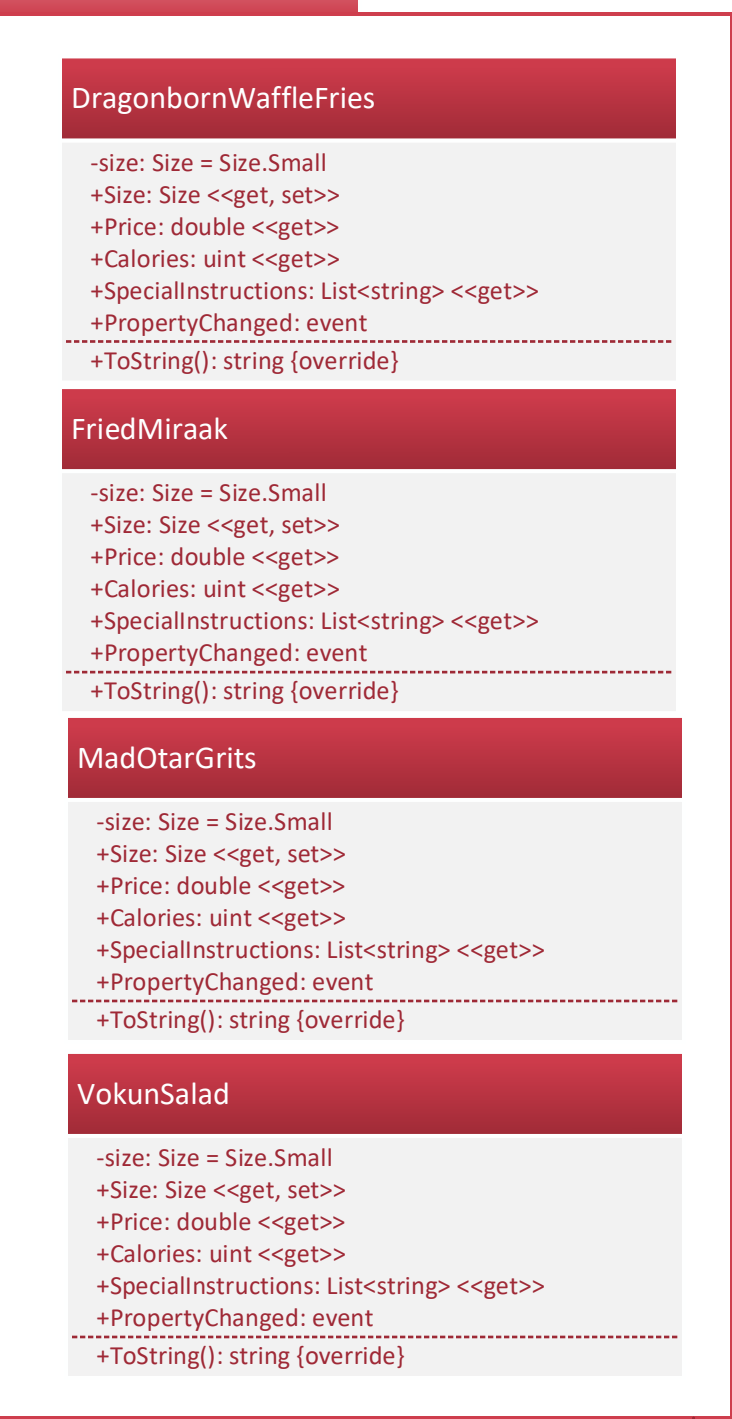 DragonbornWaffleFries
-size: Size = Size.Small
+Size: Size <<get, set>>
+Price: double <<get>>
+Calories: uint <<get>>
+SpecialInstructions: List<string> <<get>>
+PropertyChanged: event
+ToString(): string {override}
FriedMiraak
-size: Size = Size.Small
+Size: Size <<get, set>>
+Price: double <<get>>
+Calories: uint <<get>>
+SpecialInstructions: List<string> <<get>>
+PropertyChanged: event
+ToString(): string {override}
MadOtarGrits
-size: Size = Size.Small
+Size: Size <<get, set>>
+Price: double <<get>>
+Calories: uint <<get>>
+SpecialInstructions: List<string> <<get>>
+PropertyChanged: event
+ToString(): string {override}
VokunSalad
-size: Size = Size.Small
+Size: Size <<get, set>>
+Price: double <<get>>
+Calories: uint <<get>>
+SpecialInstructions: List<string> <<get>>
+PropertyChanged: event
+ToString(): string {override}